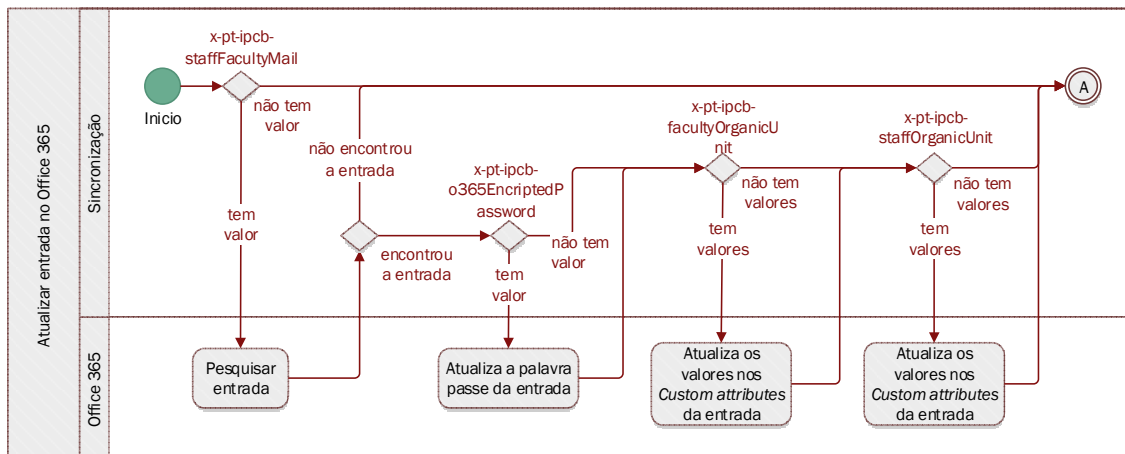 Atualizar entrada no Office 365
Sincronização
Office 365
Inicio
x-pt-ipcb-
staffFacultyMail
não tem
valor
tem
valor
não encontrou
a entrada
encontrou
a entrada
x-pt-ipcb-
o365EncriptedP
assword
não tem
valor
tem
valor
x-pt-ipcb-
facultyOrganicU
nit
não tem
valores
tem
valores
x-pt-ipcb-
staffOrganicUnit
não tem
valores
tem
valores
A
Pesquisar
entrada
Atualiza a palavra
passe da entrada
Atualiza os
valores nos
Custom attributes
da entrada
Atualiza os
valores nos
Custom attributes
da entrada